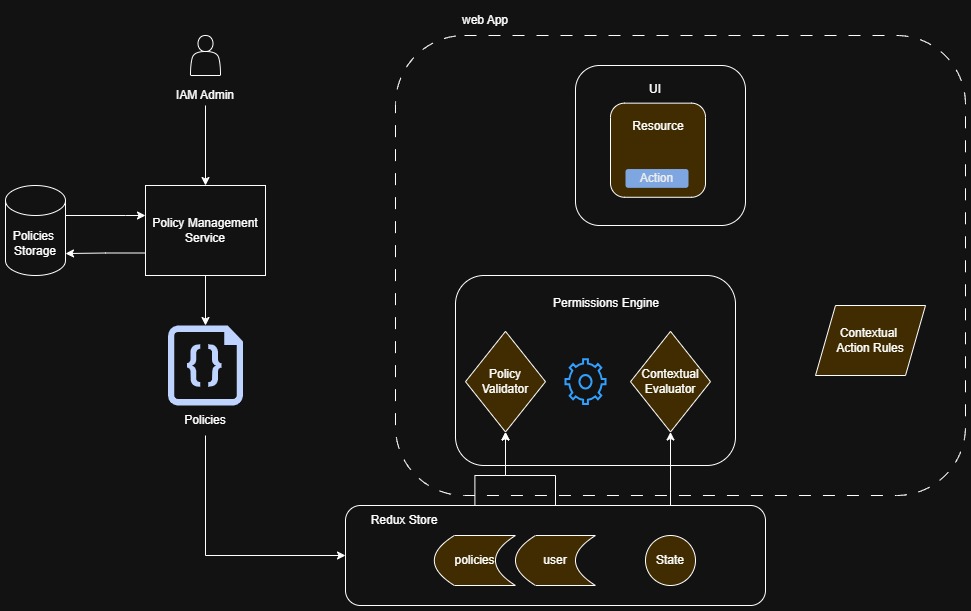 web App
IAM Admin
UI
Resource
Action
Policies
Storage
Policy Management
Service
Permissions Engine
Policy
Validator
Contextual
Evaluator
Contextual
Action Rules
{ }
Policies
Redux Store
policies
user
State